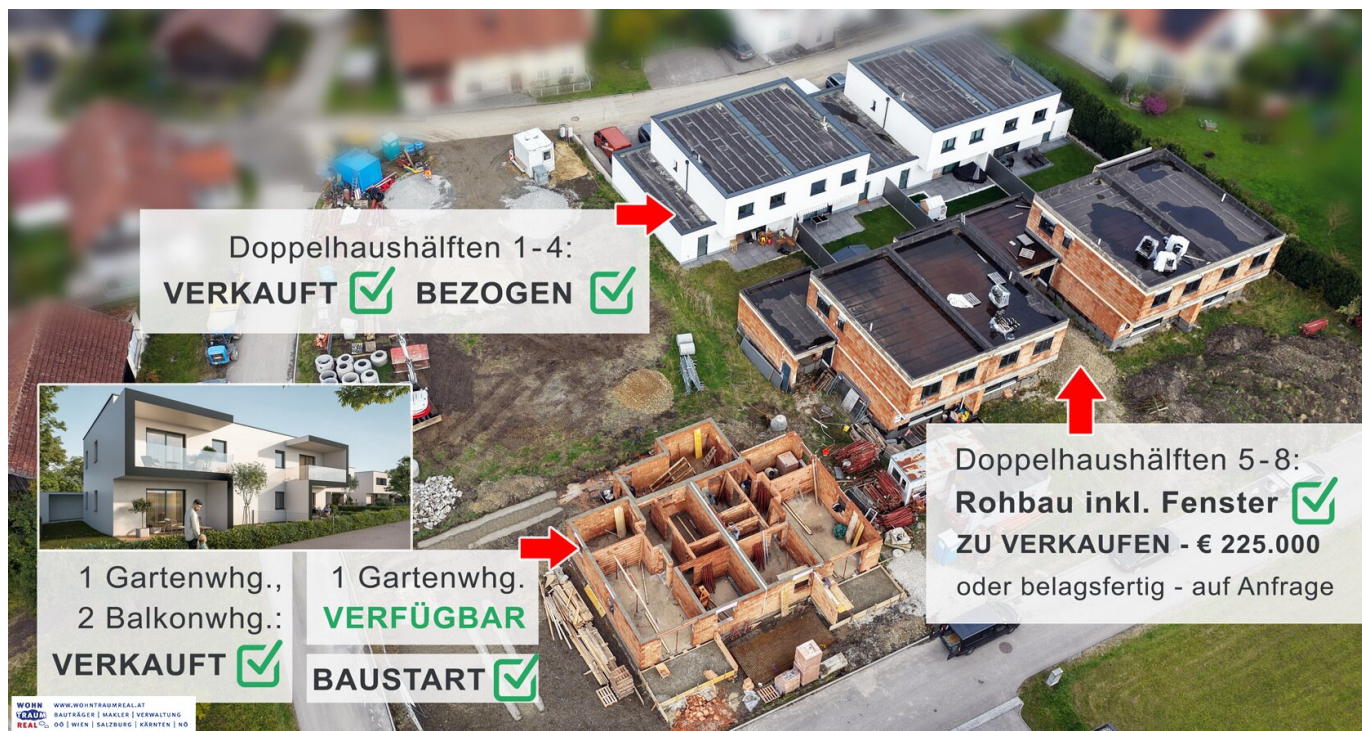 Doppelhaushälften 1-4:
VERKAUFT BEZOGEN
Doppelhaushälften 5-8:
Rohbau inkl. Fenster
ZU VERKAUFEN - € 225.000
oder belagsfertig - auf Anfrage
1 Gartenwhg.,
2 Balkonwhg.:
VERKAUFT
1 Gartenwhg.
VERFÜGBAR
BAUSTART
WOHN
TRAUM
REAL
WWW.WOHNTRAUMREAL.AT
BAUTRÄGER | MAKLER | VERWALTUNG
OÖ | WIEN | SALZBURG | KÄRNTEN | NÖ